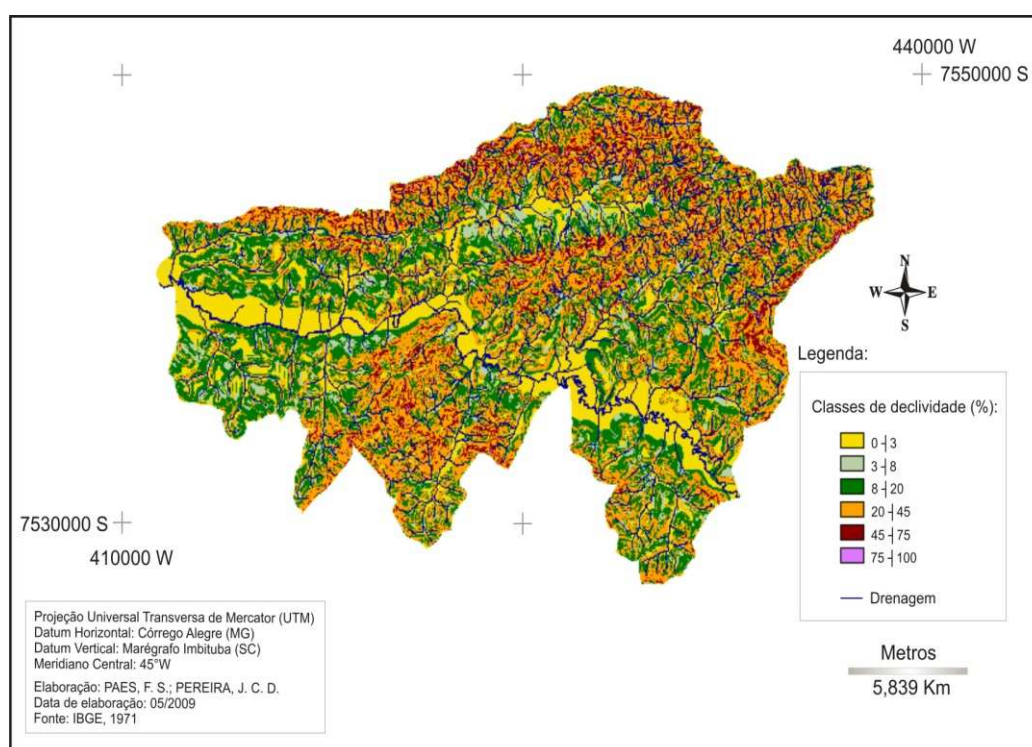 440000 W
7550000 S
N
W E
S
Legenda:
Classes de declividade (%):
0 ┤3
3 ┤8
8 ┤20
20 ┤45
45 ┤75
75 ┤100
Drenagem
7530000 S
410000 W
Projeção Universal Transversa de Mercator (UTM)
Datum Horizontal: Córrego Alegre (MG)
Datum Vertical: Marégrafo Imbituba (SC)
Meridiano Central: 45°W
Elaboração: PAES, F. S.; PEREIRA, J. C. D.
Data de elaboração: 05/2009
Fonte: IBGE, 1971
Metros
5,839 Km